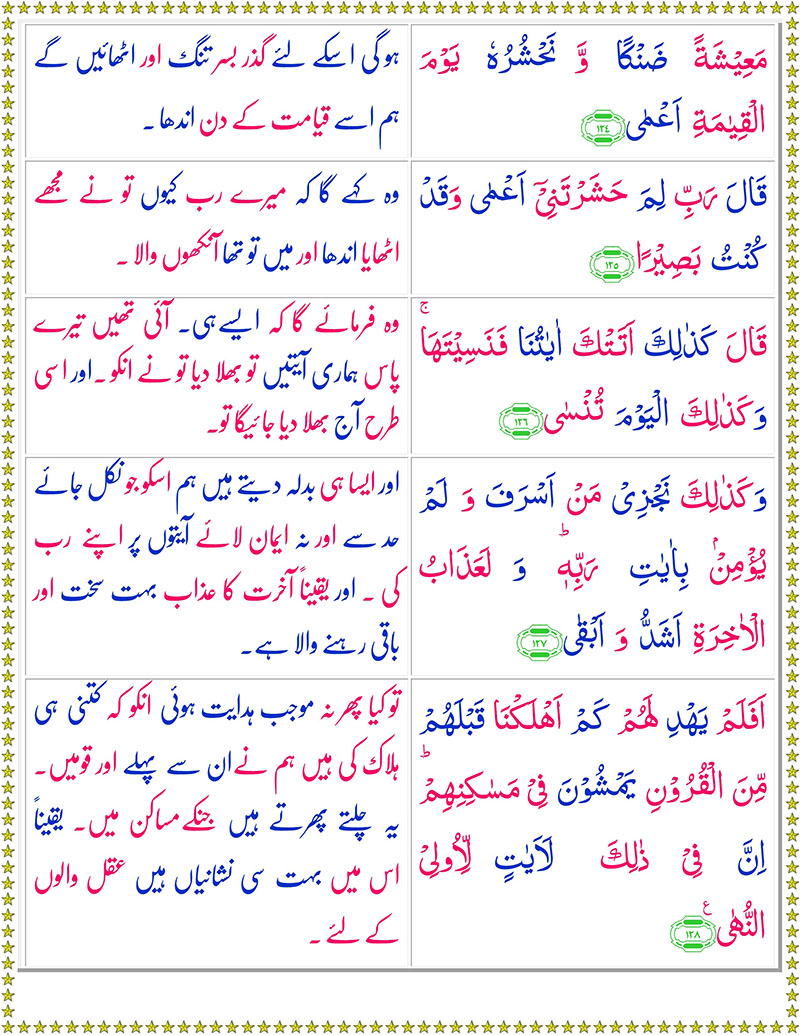 مَعِيْشَةً ضَنْكًا وَّ نَحْشُرُهٗ يَوْمَ
الْقِيٰمَةِ اَعْمٰى ١٢٤
ہوگی اسکے لئے گذر بسر تنگ اور اٹھائیں گے
ہم اسے قیامت کے دن اندھا ۔
قَالَ رَبِّ لِمَ حَشَرْتَنِيْٓ اَعْمٰى وَقَدْ
كُنْتُ بَصِيْرًا ١٢٥
وہ کہے گا کہ میرے رب کیوں تو نے مجھے
اٹھایا اندھا اور میں تو تھا آنکھوں والا ۔
قَالَ كَذٰلِكَ اَتَتْكَ اٰيٰتُنَا فَنَسِيْتَهَا ۚ
وَكَذٰلِكَ الْيَوْمَ تُنْسٰى ١٢٦
وہ فرمائے گا کہ ایسے ہی۔ آئی تھیں تیرے
پاس ہماری آیتیں تو بھلا دیا تو نے انکو ۔اور اسی
طرح آج بھلا دیا جائیگا تو۔
وَكَذٰلِكَ نَجْزِيْ مَنْ اَسْرَفَ وَ لَمْ
يُؤْمِنْۢ بِاٰيٰتِ رَبِّهٖ ؕ وَ لَعَذَابُ
الْاٰخِرَةِ اَشَدُّ وَ اَبْقٰى ١٢٧
اور ایسا ہی بدلہ دیتے ہیں ہم اسکو جو نکل جائے
حد سے اور نہ ایمان لائے آیتوں پر اپنے رب
کی ۔ اور یقیناً آخرت کا عذاب بہت سخت اور
باقی رہنے والا ہے۔
اَفَلَمْ يَهْدِ لَهُمْ كَمْ اَهْلَكْنَا قَبْلَهُمْ
مِّنَ الْقُرُوْنِ يَمْشُوْنَ فِيْ مَسٰكِنِهِمْ ؕ
اِنَّ فِيْ ذٰلِكَ لَاٰيٰتٍ لِّاُولِي
النُّهٰى ع ١٢٨
تو کیا پھر نہ موجب ہدایت ہوئی انکو کہ کتنی ہی
ہلاک کی ہیں ہم نے ان سے پہلے اور قومیں۔
یہ چلتے پھرتے ہیں جنکے مساکن میں۔ یقیناً
اس میں بہت سی نشانیاں ہیں عقل والوں
کے لئے ۔